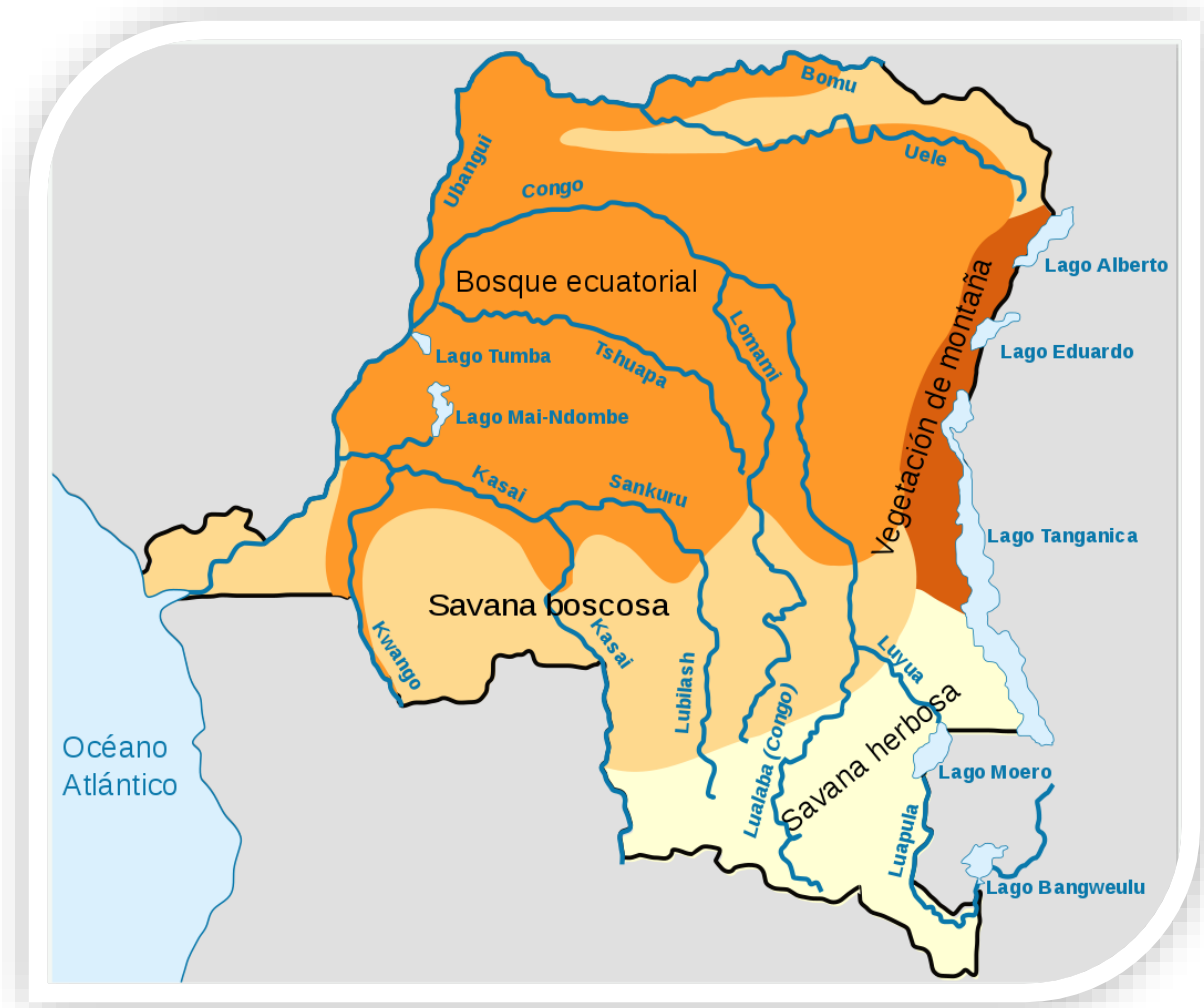 Bomu
Uele
Ubangui
Congo
Bosque ecuatorial
Lago Alberto
Lomami
Lago Eduardo
Tshuapa
Lago Tumba
Vegetación de montaña
Lago Mai-Ndombe
Kasai
Sankuru
Lago Tanganica
Savana boscosa
Kwango
Kasai
Lubilash
Luyua
Lualaba (Congo)
Savana herbosa
Océano
Atlántico
Lago Moero
Luapula
Lago Bangweulu